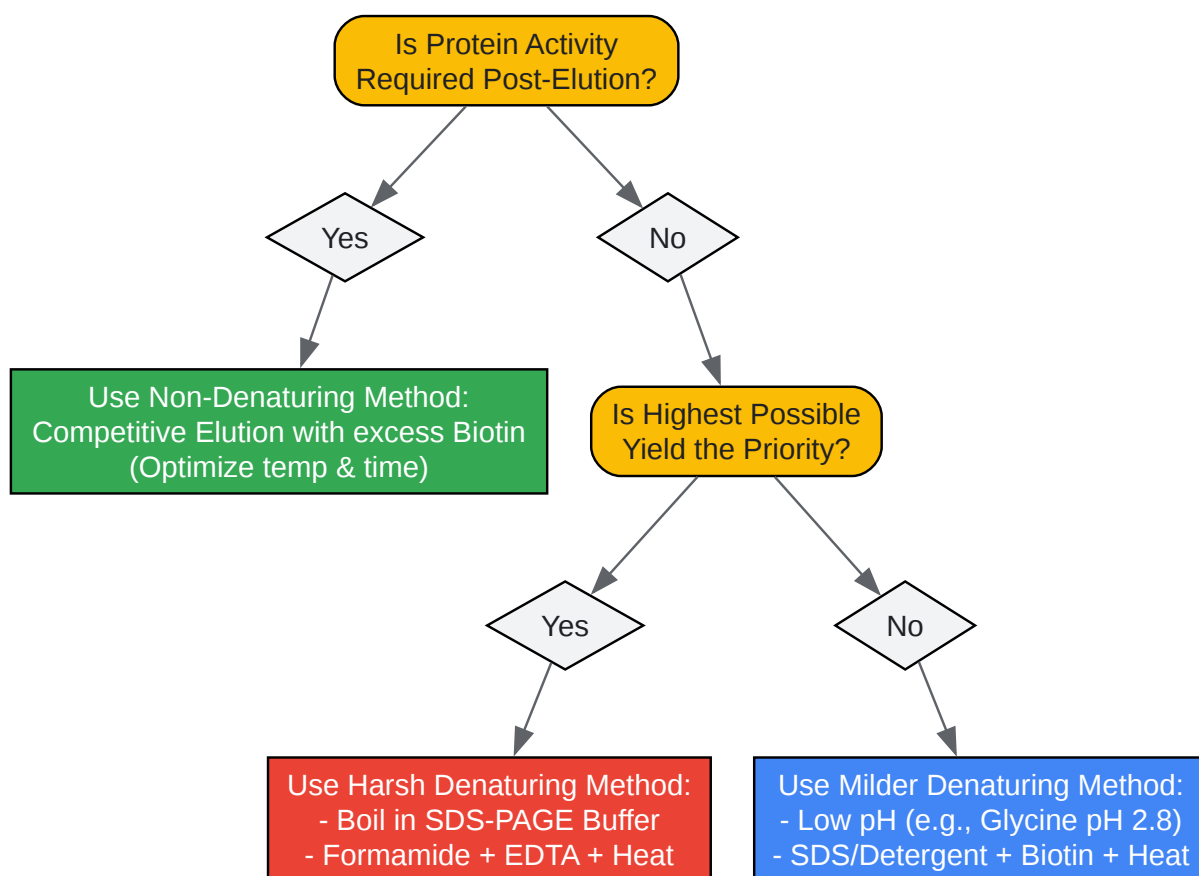 Is Protein Activity
Required Post-Elution?
Yes
No
Use Non-Denaturing Method:
Competitive Elution with excess Biotin
(Optimize temp & time)
Is Highest Possible
Yield the Priority?
Yes
No
Use Harsh Denaturing Method:
- Boil in SDS-PAGE Buffer
- Formamide + EDTA + Heat
Use Milder Denaturing Method:
- Low pH (e.g., Glycine pH 2.8)
- SDS/Detergent + Biotin + Heat